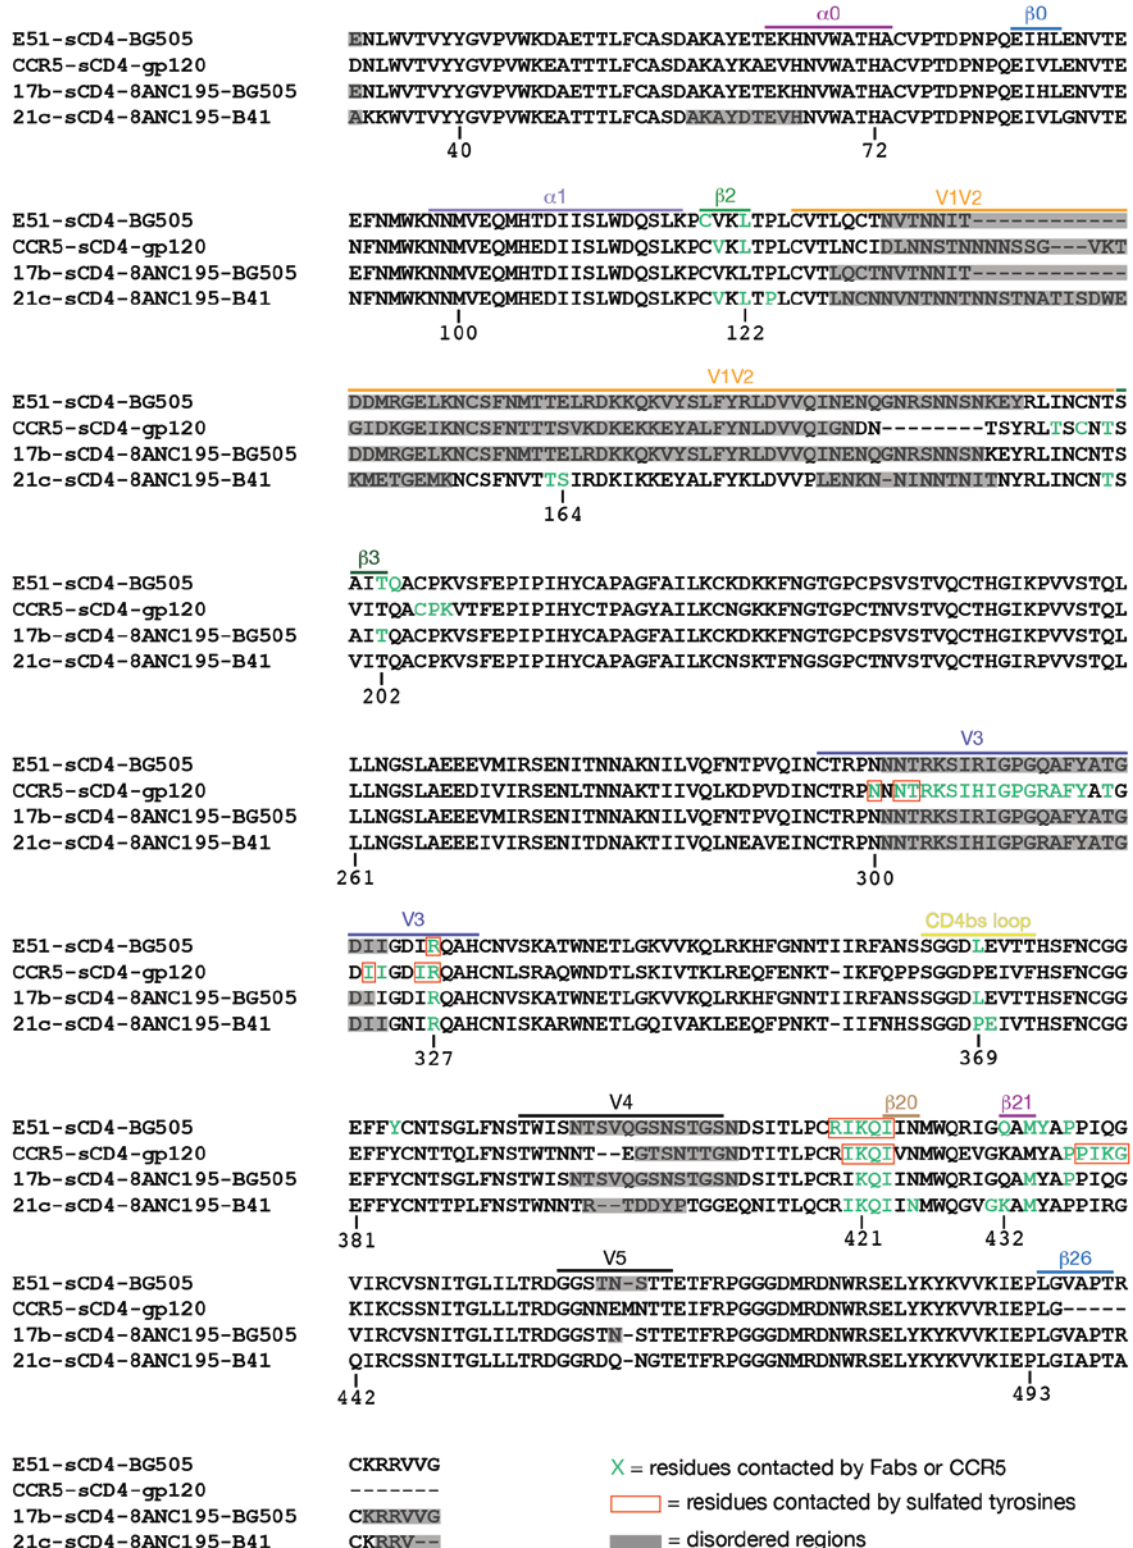 α0 β0
E51-sCD4-BG505 ENLWVTVYYGVPVWKDAETTLFCASDAKAYETEKHNVWATHACVPTDPNPQEIHLENVTE
CCR5-sCD4-gp120 DNLWVTVYYGVPVWKEATTTLFCASDAKAYKAEVHNVWATHACVPTDPNPQEIVLENVTE
17b-sCD4-8ANC195-BG505 ENLWVTVYYGVPVWKDAETTLFCASDAKAYETEKHNVWATHACVPTDPNPQEIHLENVTE
21c-sCD4-8ANC195-B41 AKKWVTVYYGVPVWKEATTTLFCASDAKAYDTEVHNVWATHACVPTDPNPQEIVLGNVTE
40 72
α1 β2 V1V2
E51-sCD4-BG505 EFNMWKNNMVEQMHTDIISLWDQSLKPCVKLTPLCVTLQCTNVTNNIT------------
CCR5-sCD4-gp120 NFNMWKNNMVEQMHTDIISLWDQSLKPCVKLTPLCVTLNCIDLNNSTNNNNSSG---VKT
17b-sCD4-8ANC195-BG505 EFNMWKNNMVEQMHTDIISLWDQSLKPCVKLTPLCVTLQCTNVTNNIT------------
21c-sCD4-8ANC195-B41 NFNMWKNNMVEQMHEDIISLWDQSLKPCVKLTPLCVTLNCNNVNTNNTNNSTNATISDWE
100 122
V1V2
E51-sCD4-BG505 DDMRGELKNCSFNMTTELRDKKQKVYSLFYRLDVVQINENQGNRSNNSNKEYRLINCNTS
CCR5-sCD4-gp120 GIDKGEIKNCSFNTTTSVKDKEKKEYALFYNLDVVQIGNDN--------TSYRLTSCNTS
17b-sCD4-8ANC195-BG505 DDMRGELKNCSFNMTTELRDKKQKVYSLFYRLDVVQINENQGNRSNNSNKEYRLINCNTS
21c-sCD4-8ANC195-B41 KMETGEMKNCSFNVTTSIRDKIKKEYALFYKLDVVPLENKN-NINNTNITNYRLINCNTS
164
β3
E51-sCD4-BG505 AITQACPKVSFEPIPIHYCAPAGFAILKCKDKKFNGTGPCPSVSTVQCTHGIKPVVSTQL
CCR5-sCD4-gp120 VITQACPKVTFEPIPIHYCTPAGYAILKCNGKKFNGTGPCTNVSTVQCTHGIKPVVSTQL
17b-sCD4-8ANC195-BG505 AITQACPKVSFEPIPIHYCAPAGFAILKCKDKKFNGTGPCPSVSTVQCTHGIKPVVSTQL
21c-sCD4-8ANC195-B41 VITQACPKVSFEPIPIHYCAPAGFAILKCNSKTFNGSGPCTNVSTVQCTHGIRPVVSTQL
202
V3
E51-sCD4-BG505 LLNGSLAEEEVMIRSENITNNAKNILVQFNTPVQINCTRPNNNTRKSIRIGPGQAFYATG
CCR5-sCD4-gp120 LLNGSLAEEDIVIRSENLTNNAKTIIVQLKDPVDINCTRPNNNTRKSIHIGPGRAFYATG
17b-sCD4-8ANC195-BG505 LLNGSLAEEEVMIRSENITNNAKNILVQFNTPVQINCTRPNNNTRKSIRIGPGQAFYATG
21c-sCD4-8ANC195-B41 LLNGSLAEEEIVIRSENITDNAKTIIVQLNEAVEINCTRPNNNTRKSIHIGPGRAFYATG
261 300
V3 CD4bs loop
E51-sCD4-BG505 DIIGDIRQAHCNVSKATWNETLGKVVKQLRKHFGNNTIIRFANSSGGDLEVTTHSFNCGG
CCR5-sCD4-gp120 DIIGDIRQAHCNLSRAQWNDTLSKIVTKLREQFENKT-IKFQPPSGGDPEIVFHSFNCGG
17b-sCD4-8ANC195-BG505 DIIGDIRQAHCNVSKATWNETLGKVVKQLRKHFGNNTIIRFANSSGGDLEVTTHSFNCGG
21c-sCD4-8ANC195-B41 DIIGNIRQAHCNISKARWNETLGQIVAKLEEQFPNKT-IIFNHSSGGDPEIVTHSFNCGG
327 369
V4 β20 β21
E51-sCD4-BG505 EFFYCNTSGLFNSTWISNTSVQGSNSTGSNDSITLPCRIKQIINMWQRIGQAMYAPPIQG
CCR5-sCD4-gp120 EFFYCNTTQLFNSTWTNNT--EGTSNTTGNDTITLPCRIKQIVNMWQEVGKAMYAPPIKG
17b-sCD4-8ANC195-BG505 EFFYCNTSGLFNSTWISNTSVQGSNSTGSNDSITLPCRIKQIINMWQRIGQAMYAPPIQG
21c-sCD4-8ANC195-B41 EFFYCNTTPLFNSTWNNTR--TDDYPTGGEQNITLQCRIKQIINMWQGVGKAMYAPPIRG
381 421 432
V5 β26
E51-sCD4-BG505 VIRCVSNITGLILTRDGGSTN-STTETFRPGGGDMRDNWRSELYKYKVVKIEPLGVAPTR
CCR5-sCD4-gp120 KIKCSSNITGLLLTRDGGNNEMNTTEIFRPGGGDMRDNWRSELYKYKVVRIEPLG-----
17b-sCD4-8ANC195-BG505 VIRCVSNITGLILTRDGGSTN-STTETFRPGGGDMRDNWRSELYKYKVVKIEPLGVAPTR
21c-sCD4-8ANC195-B41 QIRCSSNITGLLLTRDGGRDQ-NGTETFRPGGGNMRDNWRSELYKYKVVKIEPLGIAPTA
442 493
E51-sCD4-BG505 CKRRVVG
CCR5-sCD4-gp120 -------
17b-sCD4-8ANC195-BG505 CKRRVVG
21c-sCD4-8ANC195-B41 CKRRV--
X = residues contacted by Fabs or CCR5
= residues contacted by sulfated tyrosines
= disordered regions